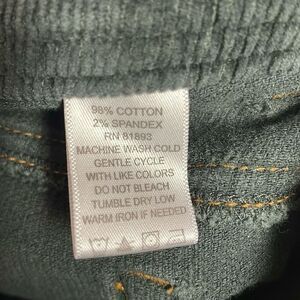 98% COTTON
2% SPANDEX
RN 81893
MACHINE WASH COLD
GENTLE CYCLE
WITH LIKE COLORS
DO NOT BLEACH
TUMBLE DRY LOW
WARM IRON IF NEEDED